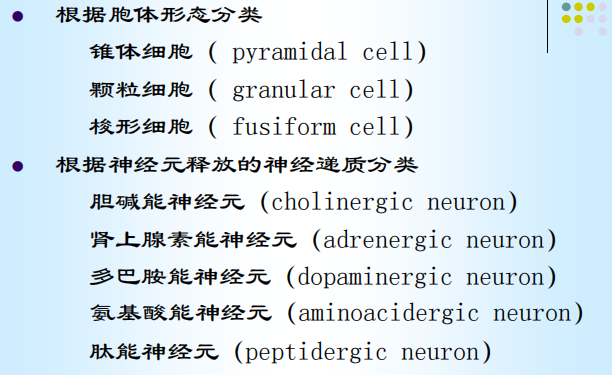 ● 根据胞体形态分类
锥体细胞 ( pyramidal cell)
颗粒细胞 ( granular cell)
梭形细胞 ( fusiform cell)
● 根据神经元释放的神经递质分类
胆碱能神经元 (cholinergic neuron)
肾上腺素能神经元 (adrenergic neuron)
多巴胺能神经元 (dopaminergic neuron)
氨基酸能神经元 (aminoacidergic neuron)
肽能神经元 (peptidergic neuron)